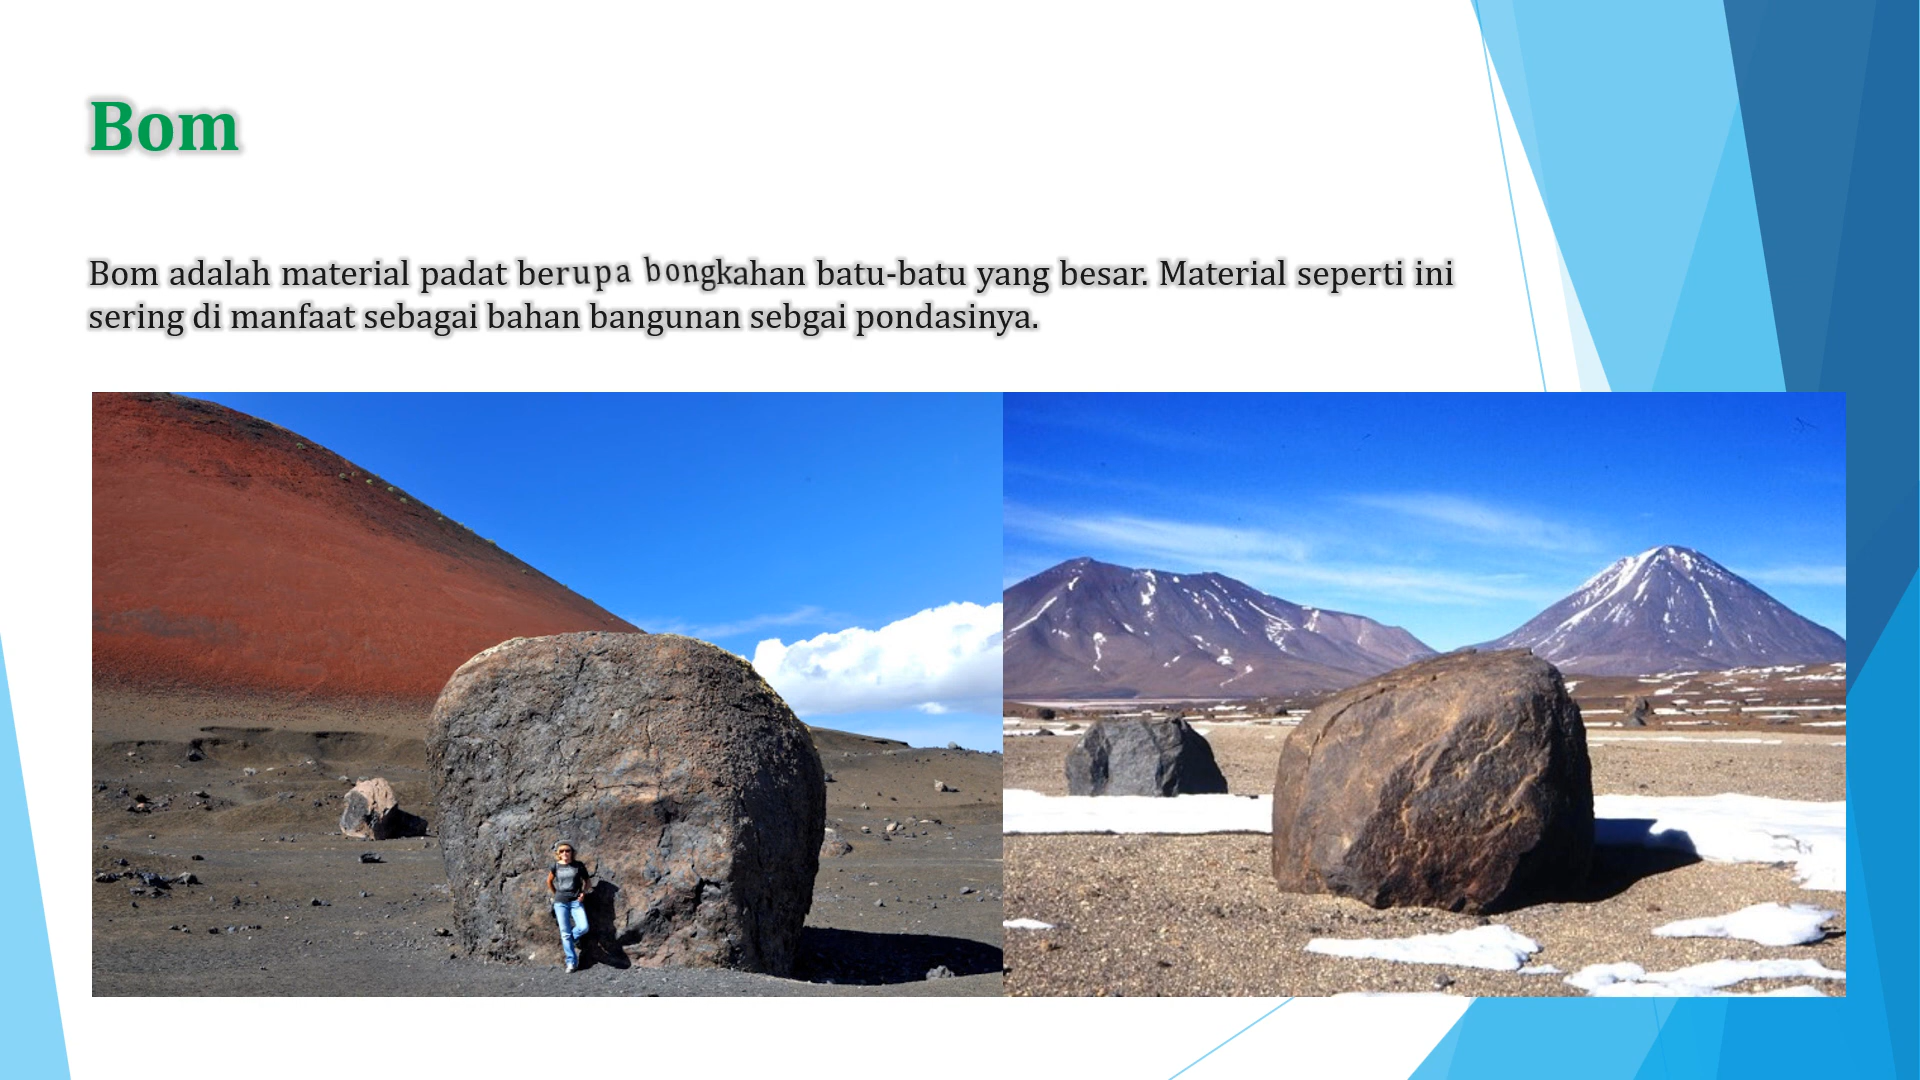 Bom
Bom adalah material padat berupa bongkahan batu-batu yang besar. Material seperti ini
sering di manfaat sebagai bahan bangunan sebgai pondasinya.